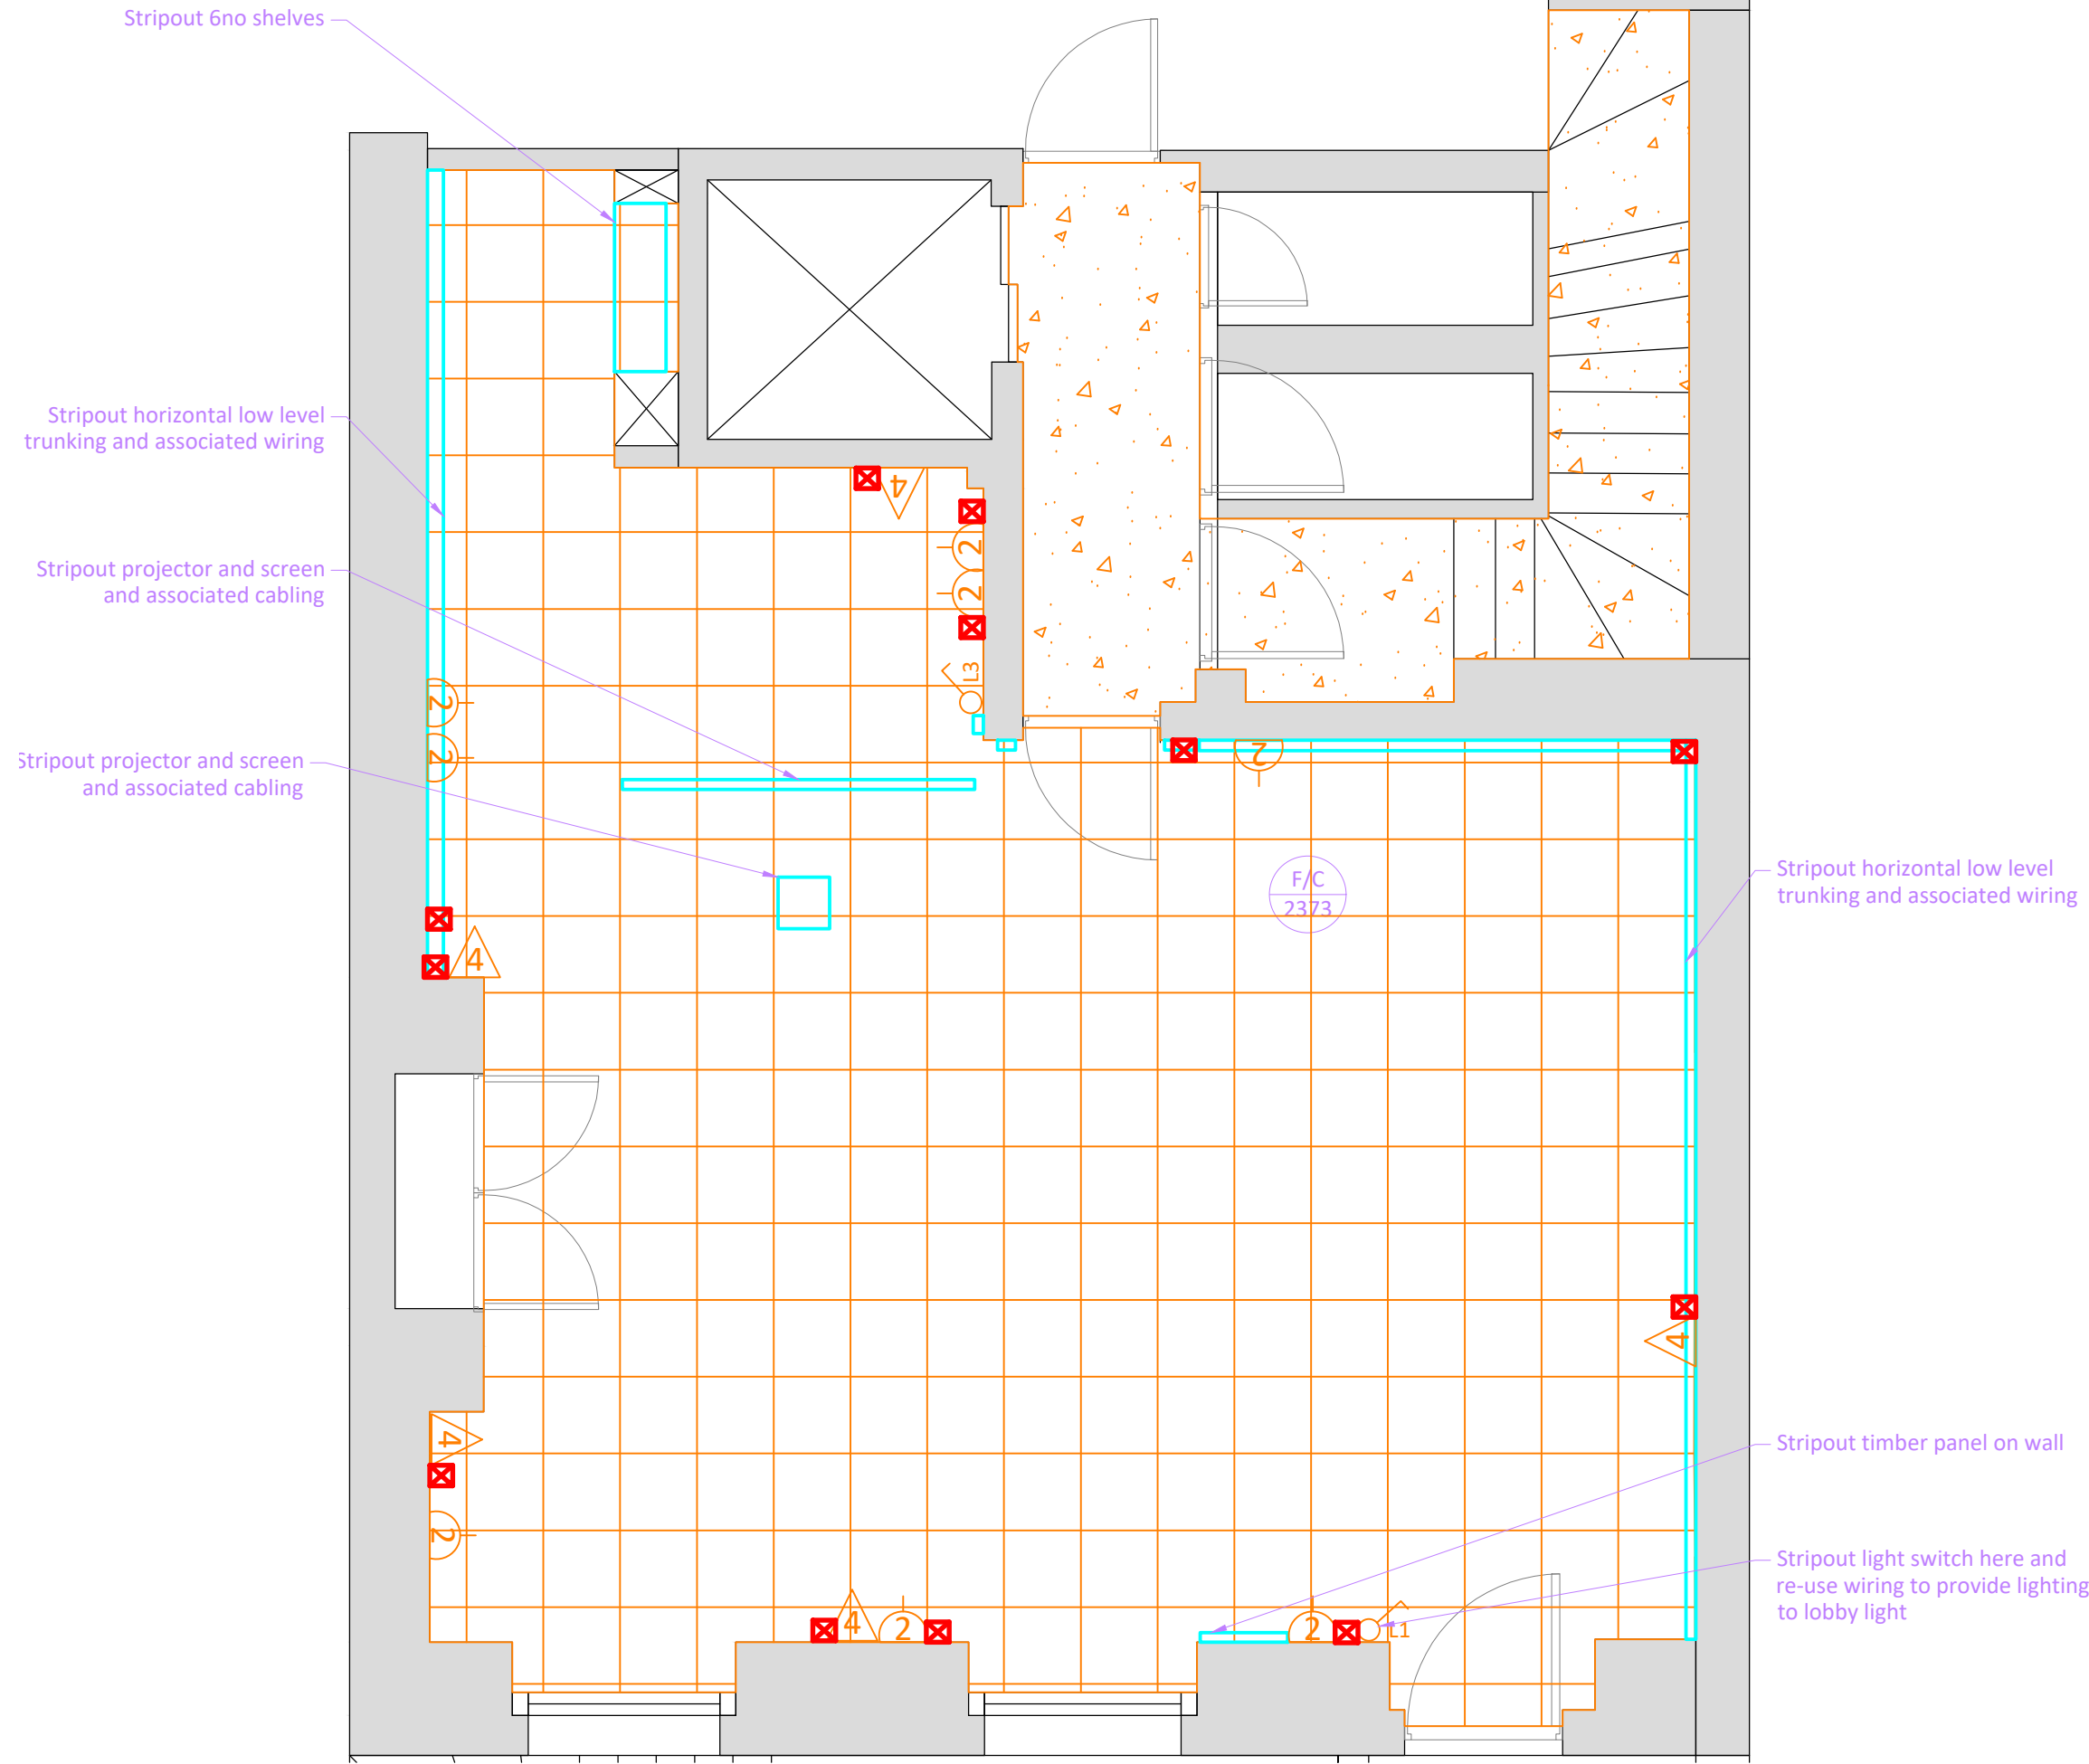 Stripout 6no shelves
Stripout horizontal low level
trunking and associated wiring
4
2
2
Stripout projector and screen
and associated cabling
L3
2
2
2
Stripout projector and screen
and associated cabling
F/C
2373
Stripout horizontal low level
trunking and associated wiring
4
4
4
Stripout timber panel on wall
2
Stripout light switch here and
re-use wiring to provide lighting
to lobby light
4
2
2
L1